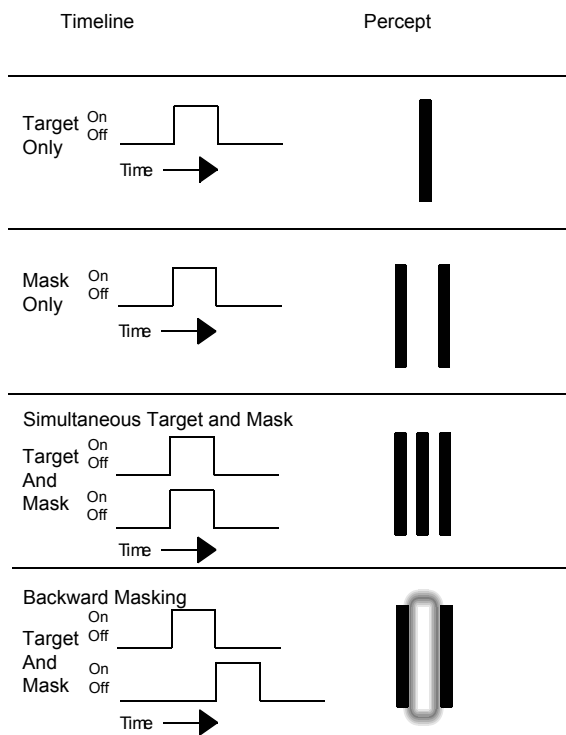 Timeline Percept
Target On
Off
Only
Time
Mask On
Off
Only
Time
Simultaneous Target and Mask
On
Target Off
And
On
Mask Off
Time
Backward Masking
On
Target Off
And
On
Mask Off
Time